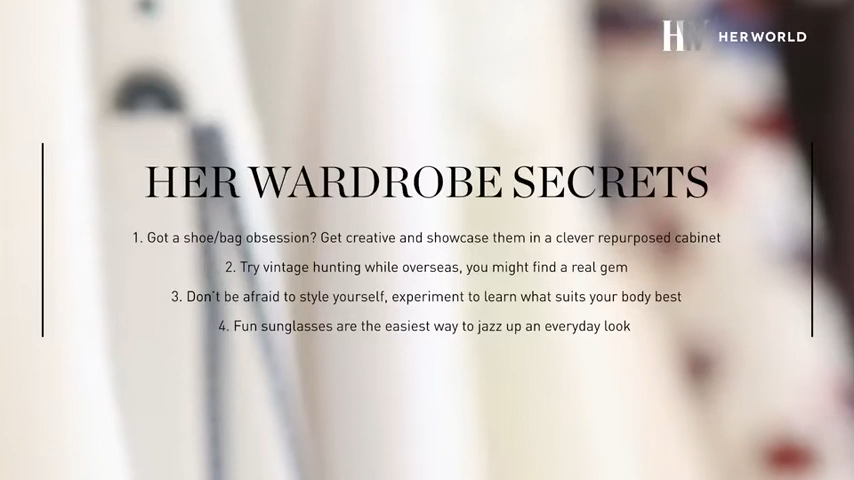 HW HERWORLD
HER WARDROBE SECRETS
1. Got a shoe/bag obsession? Get creative and showcase them in a clever repurposed cabinet
2. Try vintage hunting while overseas, you might find a real gem
3. Don't be afraid to style yourself, experiment to learn what suits your body best
4. Fun sunglasses are the easiest way to jazz up an everyday look